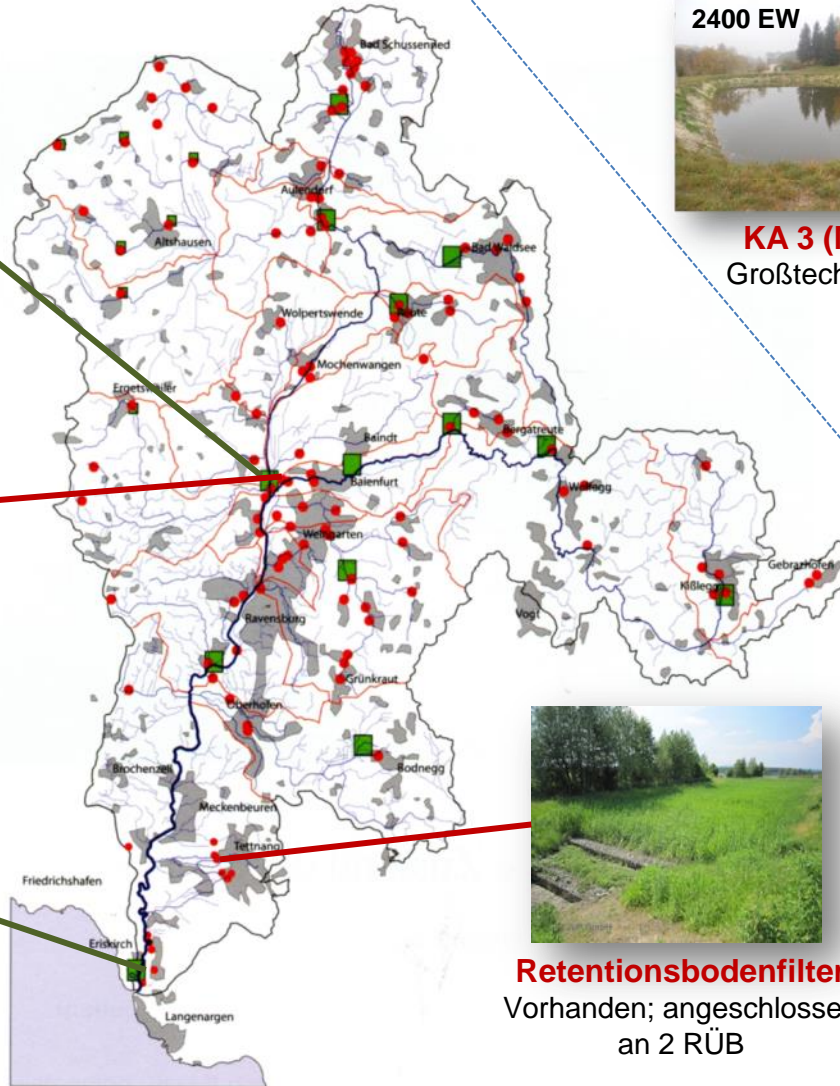 2400 EW
KA 3 (
Großtech
Bad Schussenried
Aulendorf
Altshausen
Bad Waldsee
Reute
Wolpertswende
Mochenwangen
Ergetsweiler
Baindt
Bergatreute
Baienfurt
Wolfegg
Weingarten
Gebrazhofen
Kißlegg
Vogt
Ravensburg
Grünkraut
Oberhofen
Brochenzell
Bodnegg
Meckenbeuren
Tettnang
Friedrichshafen
Eriskirch
Langenargen
Retentionsbodenfilter
Vorhanden; angeschlosse
an 2 RÜB